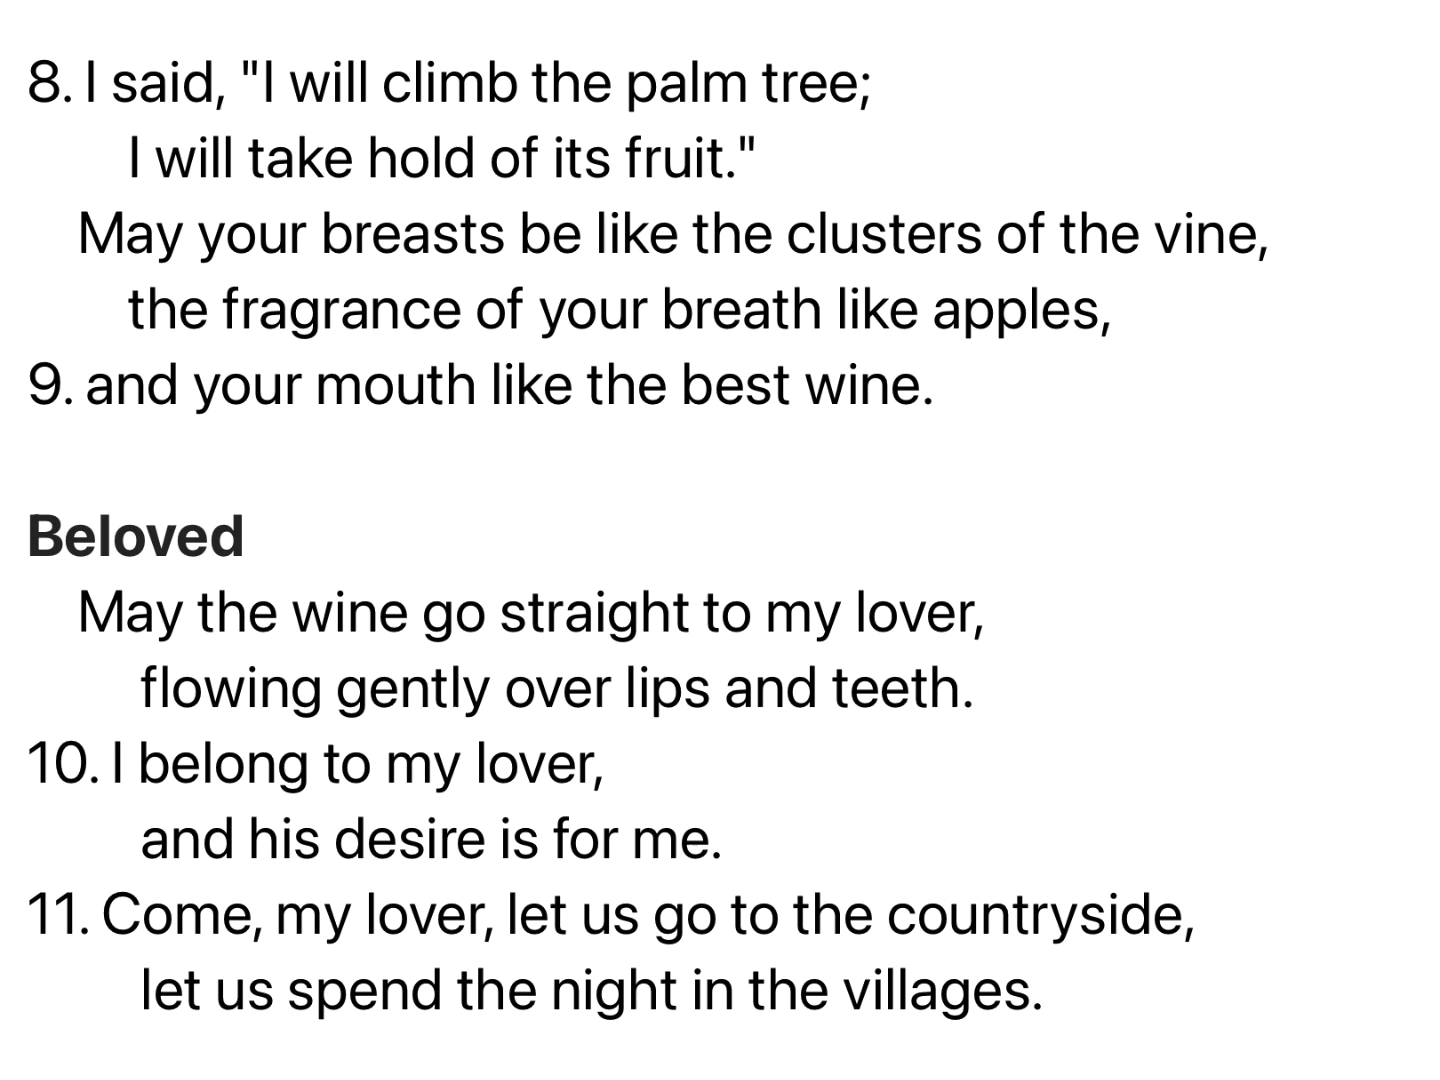 8. I said, "I will climb the palm tree;
I will take hold of its fruit."
May your breasts be like the clusters of the vine,
the fragrance of your breath like apples,
9. and your mouth like the best wine.
Beloved
May the wine go straight to my lover,
flowing gently over lips and teeth.
10. I belong to my lover,
and his desire is for me.
11. Come, my lover, let us go to the countryside,
let us spend the night in the villages.